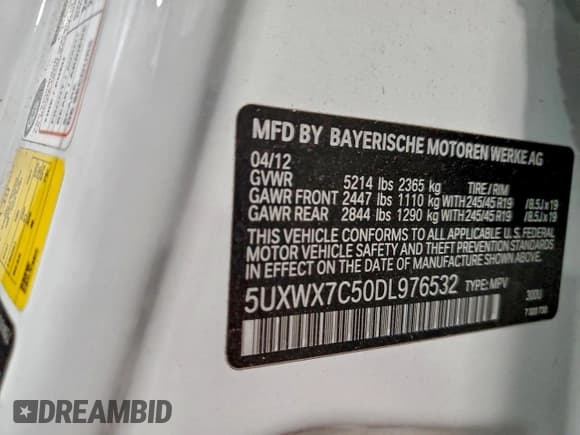 MFD BY BAYERISCHE MOTOREN WERKE AG
04/12
GVWR 5214 lbs 2365 kg TIRE/RIM
GAWR FRONT 2447 lbs 1110 kg WITH 245/45 R19 /8.5J x 19
GAWR REAR 2844 lbs 1290 kg WITH 245/45 R19 /8.5J x 19
THIS VEHICLE CONFORMS TO ALL APPLICABLE U.S. FEDERAL
MOTOR VEHICLE SAFETY AND THEFT PREVENTION STANDARDS
IN EFFECT ON THE DATE OF MANUFACTURE SHOWN ABOVE.
5UXWX7C50DL976532 TYPE: MPV
DREAMBID